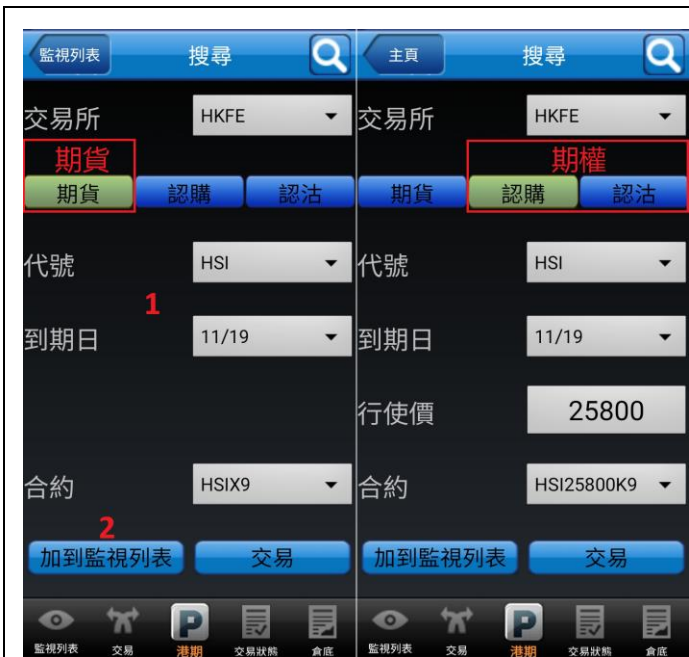 監視列表
搜尋
交易所
HKFE
期貨
期貨
認購
認沽
代號
HSI
1
到期日
11/19
合約
HSIX9
2
加到監視列表
交易
監視列表
交易
P
港期
交易狀態
倉底
主頁
搜尋
交易所
HKFE
期權
期貨
認購
認沽
代號
HSI
到期日
11/19
行使價
25800
合約
HSI25800K9
加到監視列表
交易
監視列表
交易
P
港期
交易狀態
倉底